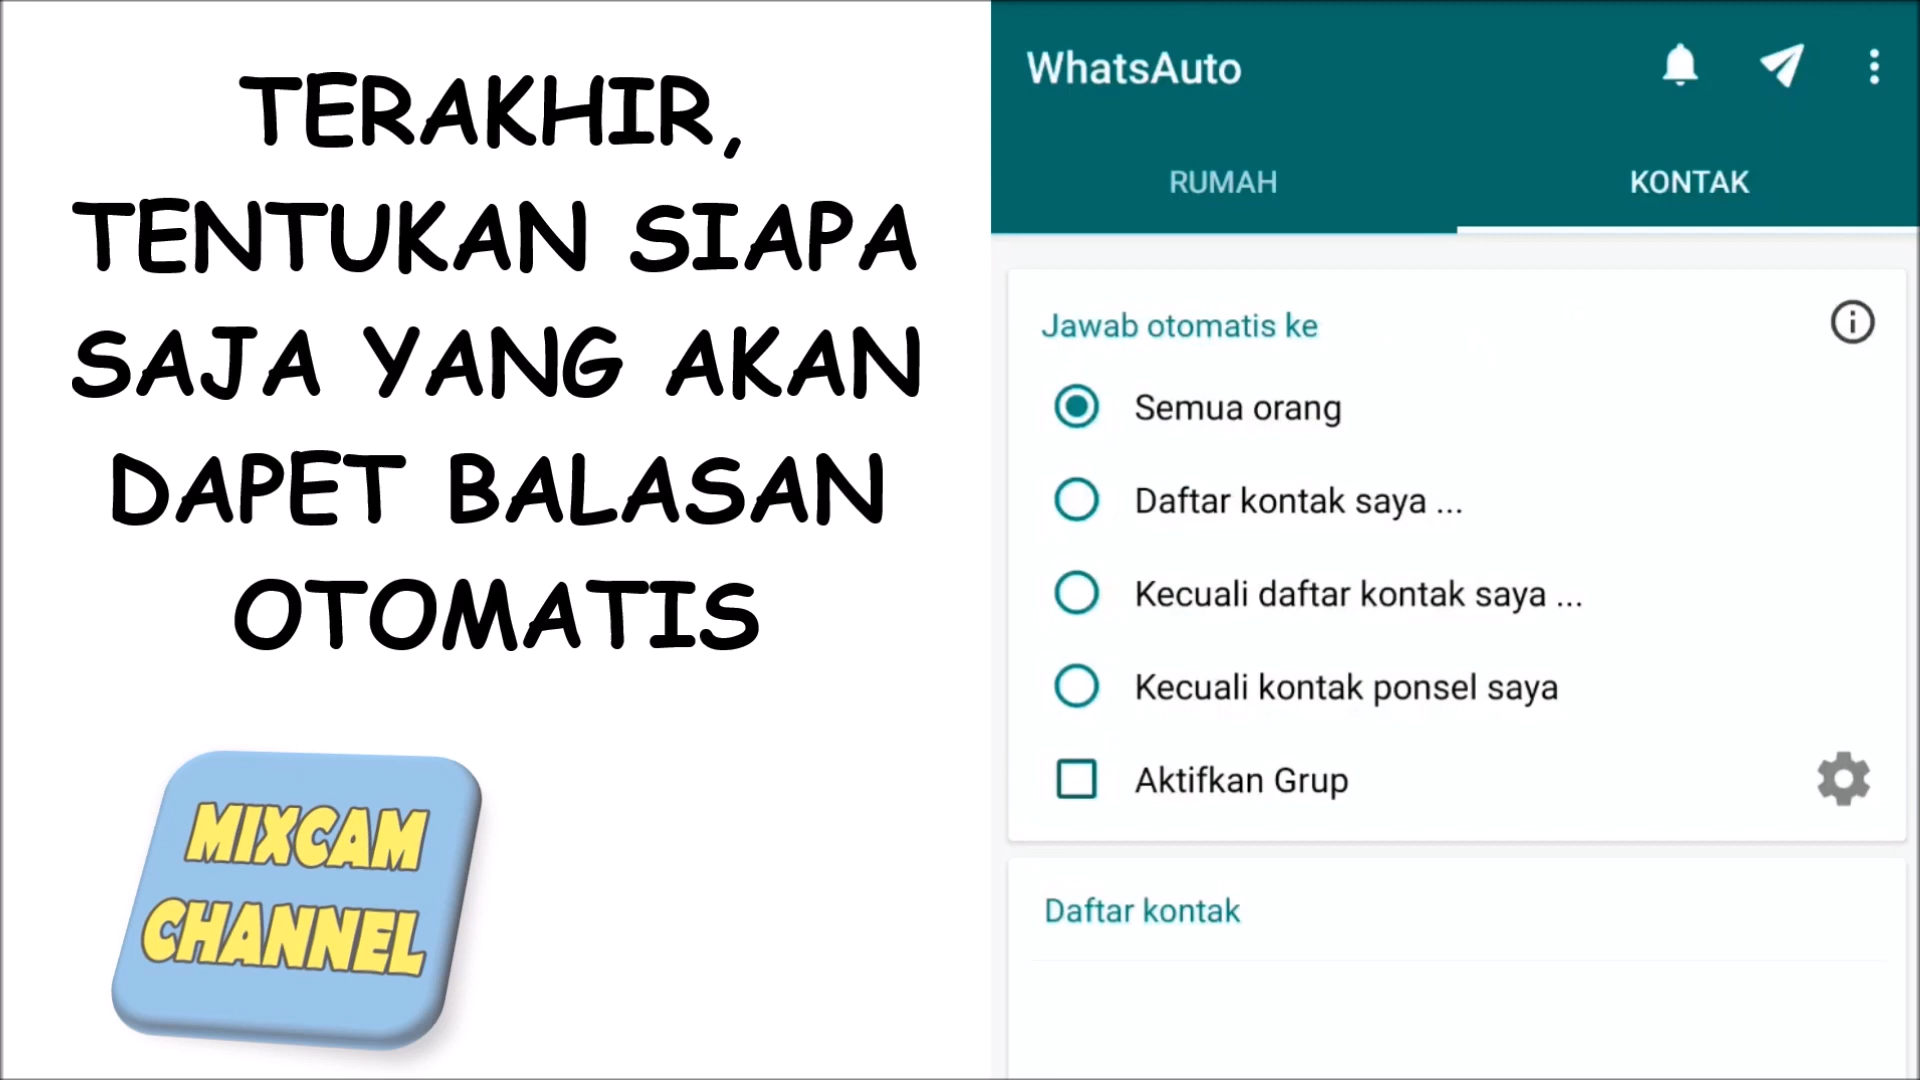 TERAKHIR,
TENTUKAN SIAPA
SAJA YANG AKAN
DAPET BALASAN
OTOMATIS
MIXCAM
CHANNEL
WhatsAuto
RUMAH
KONTAK
Jawab otomatis ke
Semua orang
Daftar kontak saya ...
Kecuali daftar kontak saya ...
Kecuali kontak ponsel saya
Aktifkan Grup
Daftar kontak